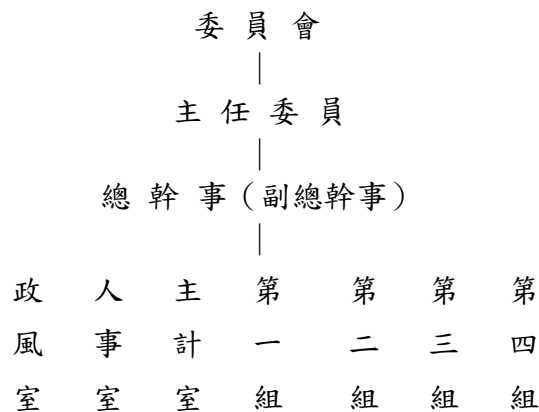 委員會
主任委員
總幹事（副總幹事）
政風室
人事室
主計室
第一組
第二組
第三組
第四組